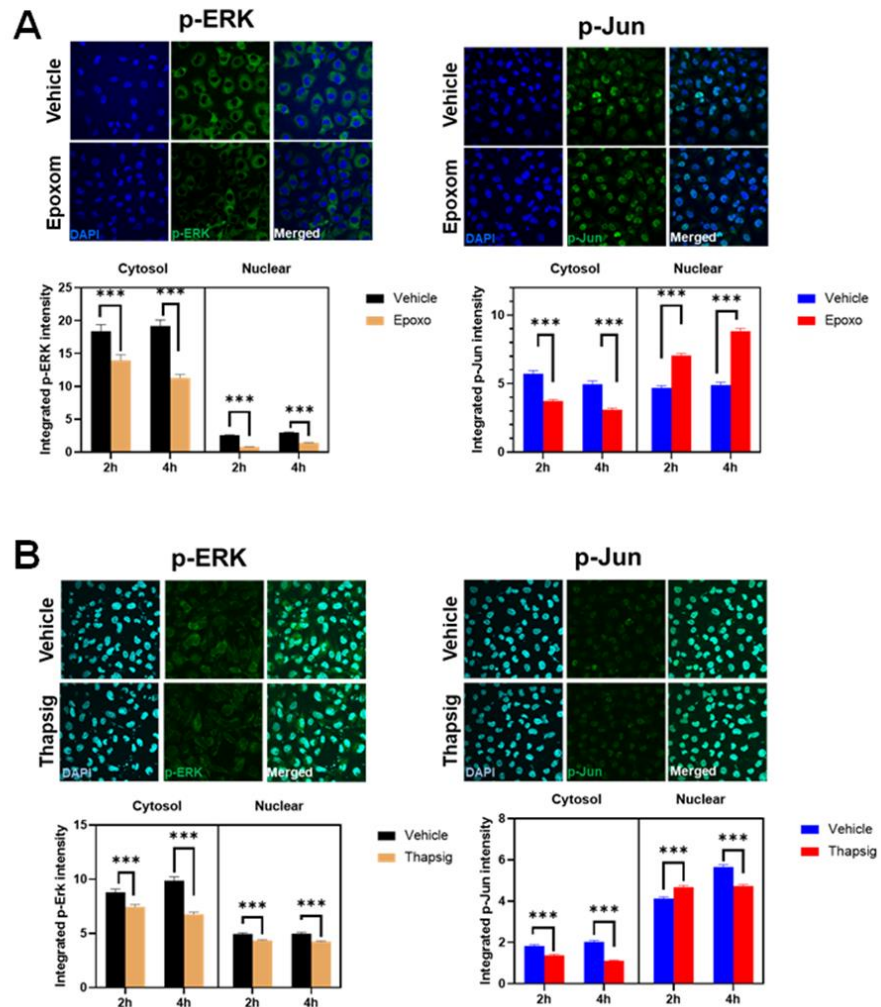 A
p-ERK
p-Jun
Vehicle
Epoxom
DAPI
p-ERK
Merged
Vehicle
Epoxom
DAPI
p-Jun
Merged
Cytosol
Nuclear
Integrated p-ERK intensity
25
20
15
10
5
0
***
***
***
***
2h
4h
2h
4h
Vehicle
Epoxo
Cytosol
Nuclear
Integrated p-Jun intensity
10
5
0
***
***
***
***
2h
4h
2h
4h
Vehicle
Epoxo
B
p-ERK
p-Jun
Vehicle
Thapsig
DAPI
p-ERK
Merged
Vehicle
Thapsig
DAPI
p-Jun
Merged
Cytosol
Nuclear
Integrated p-Erk intensity
15
10
5
0
***
***
***
***
2h
4h
2h
4h
Vehicle
Thapsig
Cytosol
Nuclear
Integrated p-Jun intensity
8
6
4
2
0
***
***
***
***
2h
4h
2h
4h
Vehicle
Thapsig